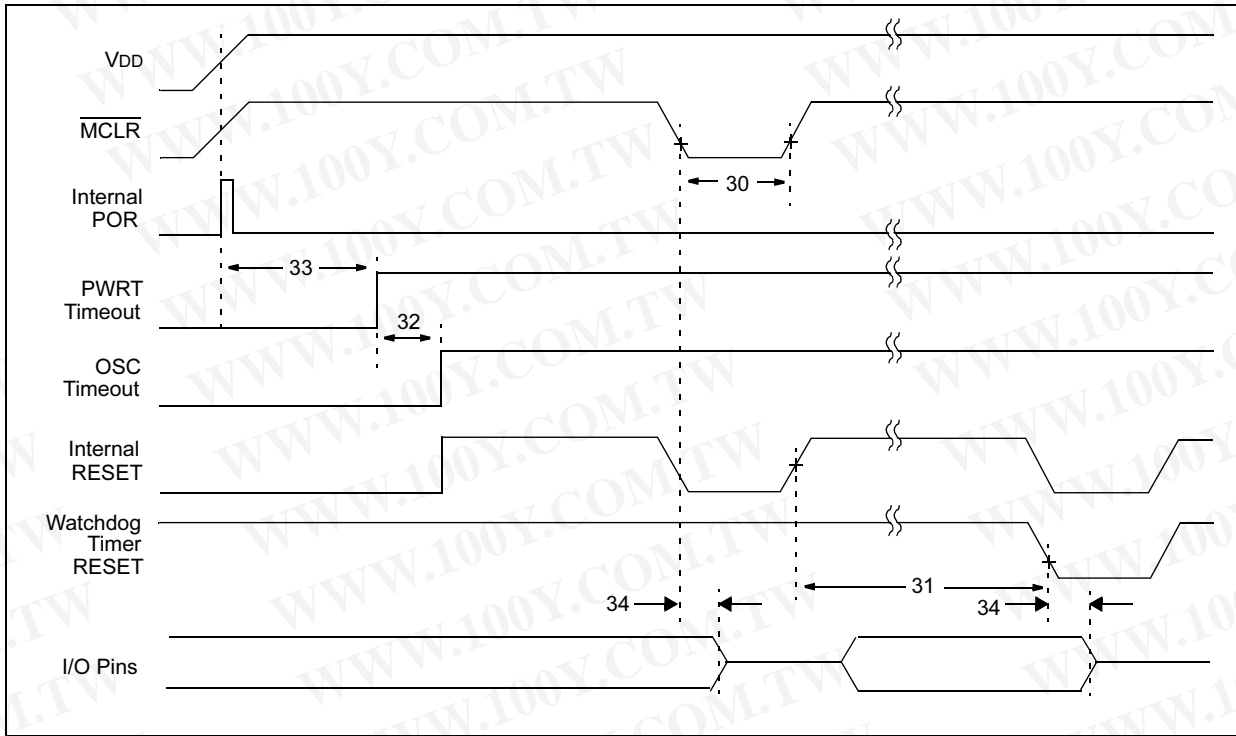 VDD
MCLR
30
Internal
POR
33
PWRT
Timeout
32
OSC
Timeout
Internal
RESET
Watchdog
Timer
RESET
31
34
34
I/O Pins
WWW.100Y.COM.TW